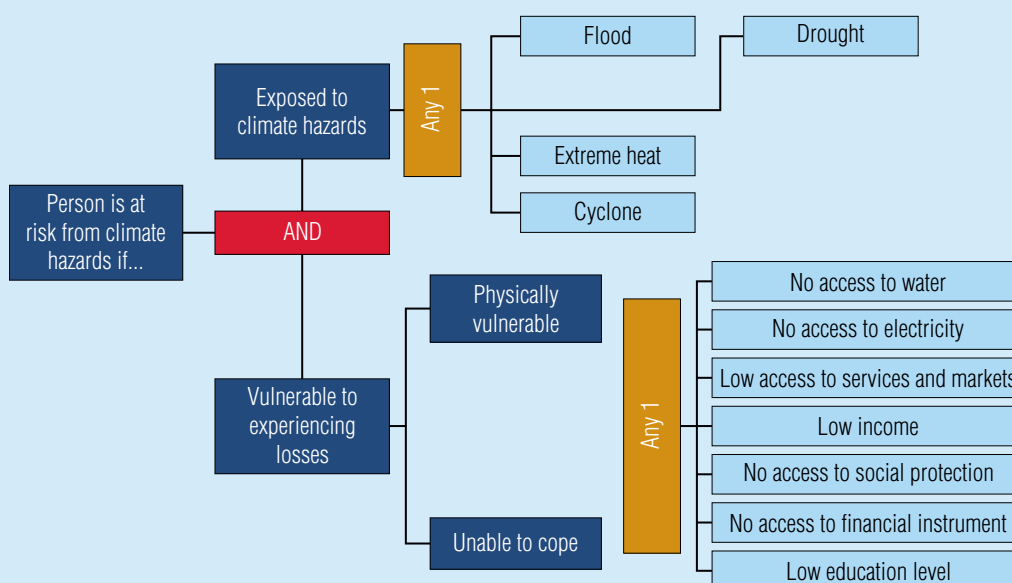 Person is at
risk from climate
hazards if...
Exposed to
climate hazards
AND
Vulnerable to
experiencing
losses
Any 1
Flood
Drought
Extreme heat
Cyclone
Physically
vulnerable
Unable to cope
Any 1
No access to water
No access to electricity
Low access to services and markets
Low income
No access to social protection
No access to financial instrument
Low education level